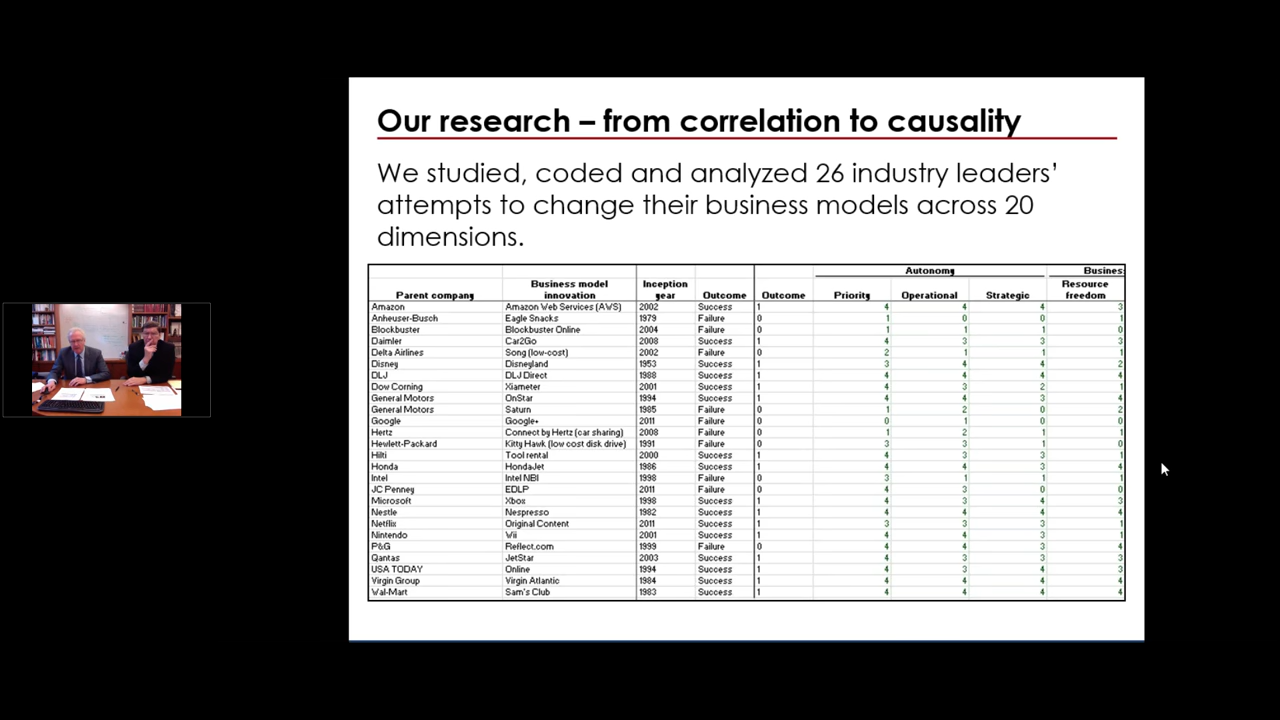 Our research – from correlation to causality
We studied, coded and analyzed 26 industry leaders’
attempts to change their business models across 20
dimensions.
Autonomy Busines
Parent company Business model innovation Inception year Outcome Outcome Priority Operational Strategic Resource freedom
Amazon Amazon Web Services (AWS) 2002 Success 1 4 4 4 3
Anheuser-Busch Eagle Snacks 1979 Failure 0 1 0 0 1
Blockbuster Blockbuster Online 2004 Failure 0 1 1 1 0
Daimler Car2Go 2008 Success 1 4 3 3 3
Delta Airlines Song (low-cost) 2002 Failure 0 2 1 1 1
Disney Disneyland 1953 Success 1 3 4 4 2
DLJ DLJ Direct 1988 Success 1 4 4 4 4
Dow Corning Xiameter 2001 Success 1 4 3 2 1
General Motors OnStar 1994 Success 1 4 4 3 4
General Motors Saturn 1985 Failure 0 1 2 0 2
Google Google+ 2011 Failure 0 0 1 0 0
Hertz Connect by Hertz (car sharing) 2008 Failure 0 1 2 1 1
Hewlett-Packard Kitty Hawk (low cost disk drive) 1991 Failure 0 3 3 1 0
Hilti Tool rental 2000 Success 1 4 3 3 1
Honda HondaJet 1986 Success 1 4 4 3 4
Intel Intel NBI 1998 Failure 0 3 1 1 1
JC Penney EDLP 2011 Failure 0 4 3 0 0
Microsoft Xbox 1998 Success 1 4 3 4 3
Nestle Nespresso 1982 Success 1 4 4 4 4
Netflix Original Content 2011 Success 1 3 3 3 1
Nintendo Wii 2001 Success 1 4 4 3 1
P&G Reflect.com 1999 Failure 0 4 4 3 4
Qantas JetStar 2003 Success 1 4 3 3 3
USA TODAY Online 1994 Success 1 4 3 4 3
Virgin Group Virgin Atlantic 1984 Success 1 4 4 4 4
Wal-Mart Sam's Club 1983 Success 1 4 4 4 4